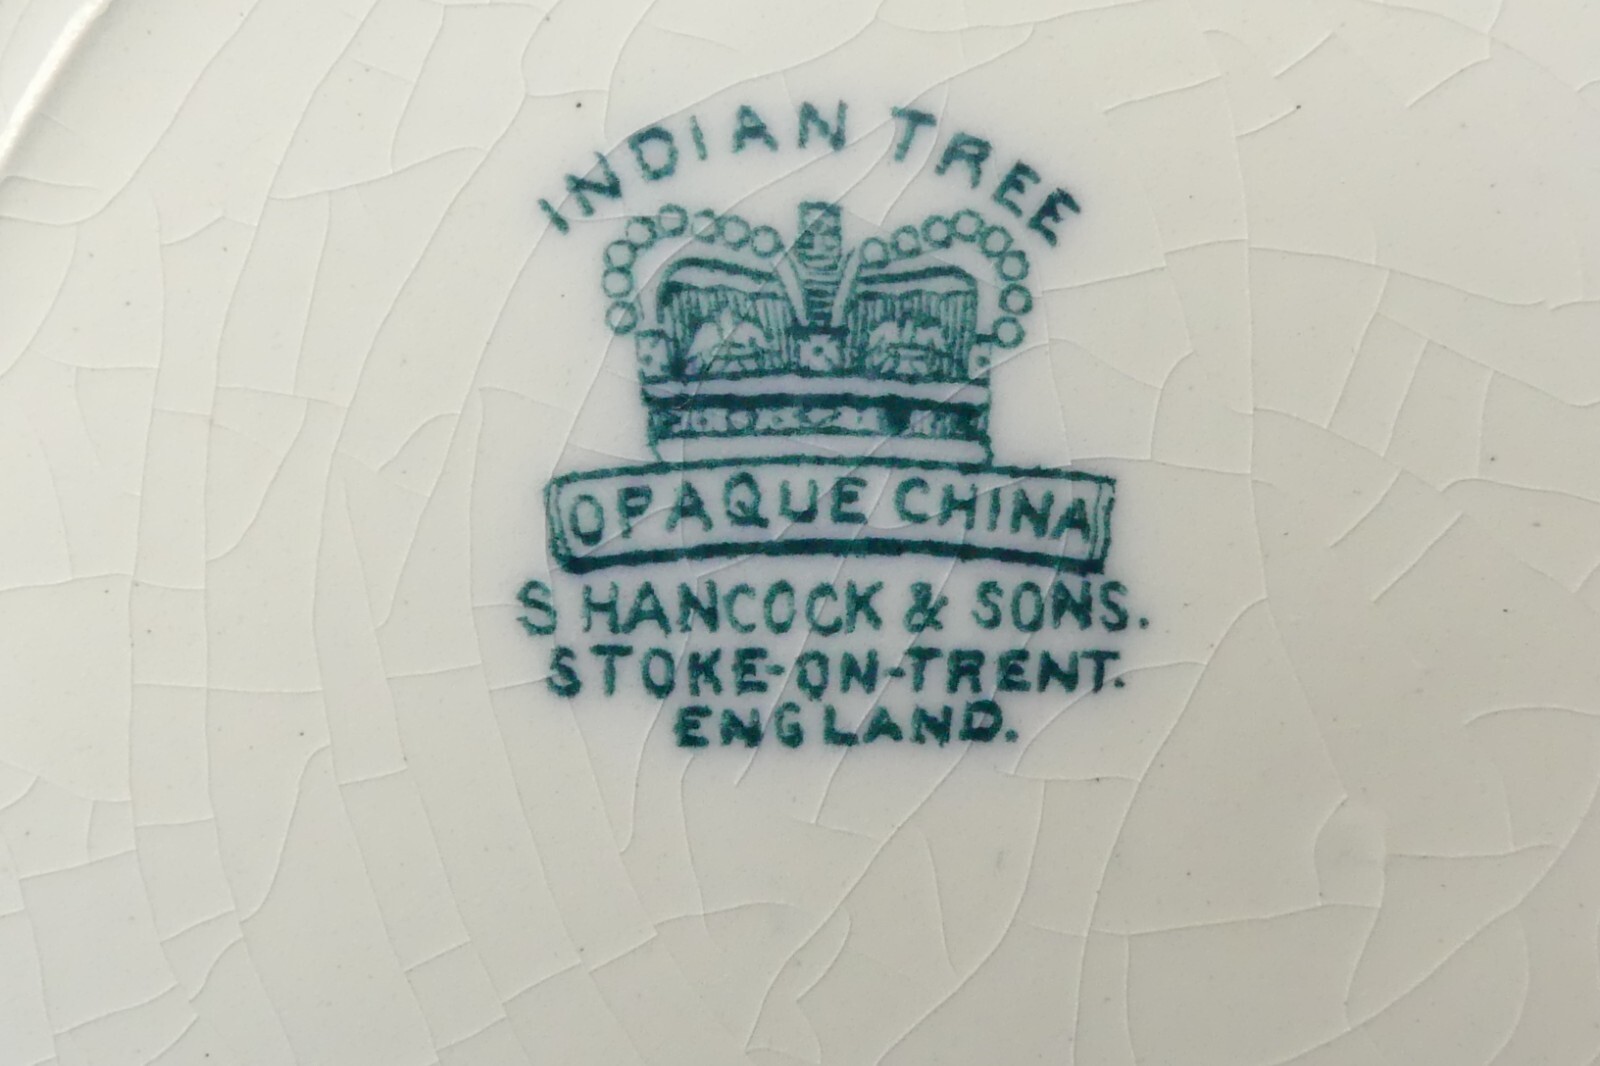 INDIAN TREE
OPAQUE CHINA
S HANCOCK & SONS.
STOKE-ON-TRENT.
ENGLAND.